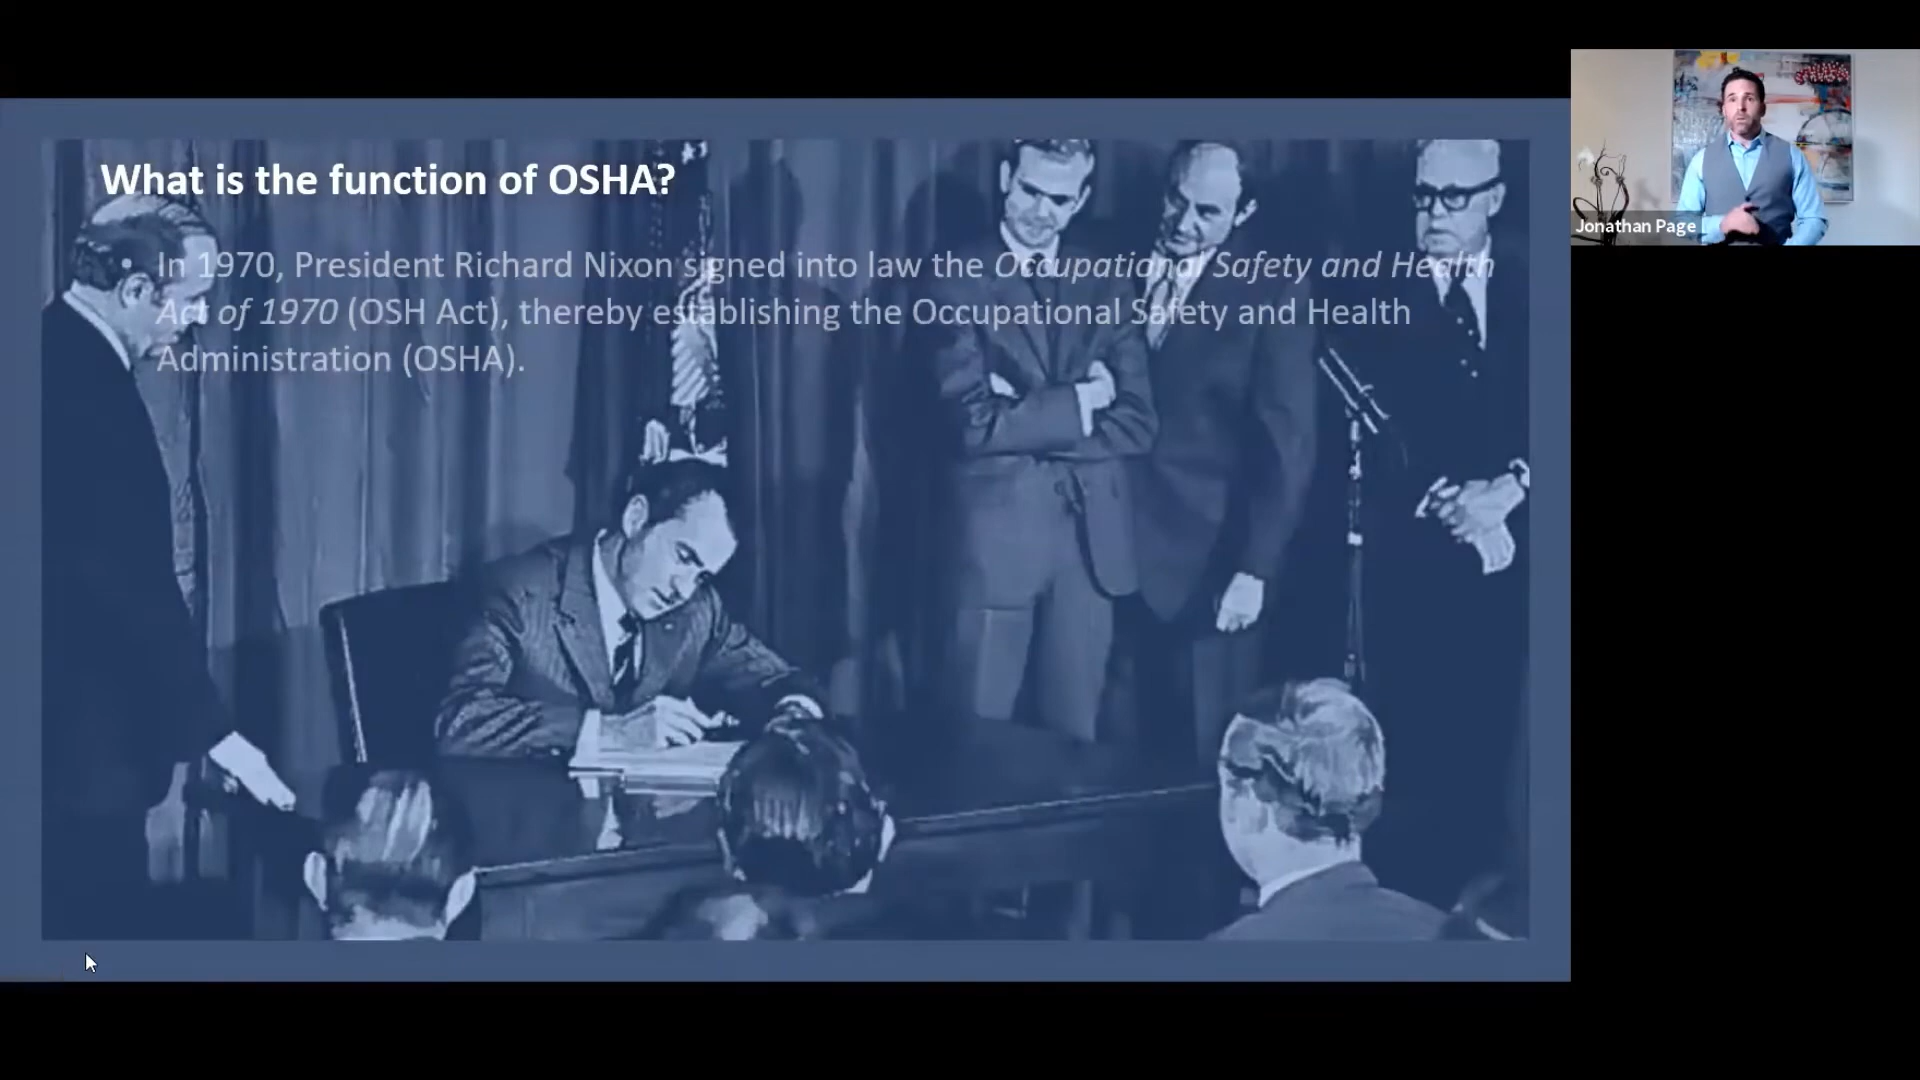 What is the function of OSHA?
• In 1970, President Richard Nixon signed into law the Occupational Safety and Health
Act of 1970 (OSH Act), thereby establishing the Occupational Safety and Health
Administration (OSHA).
Jonathan Page